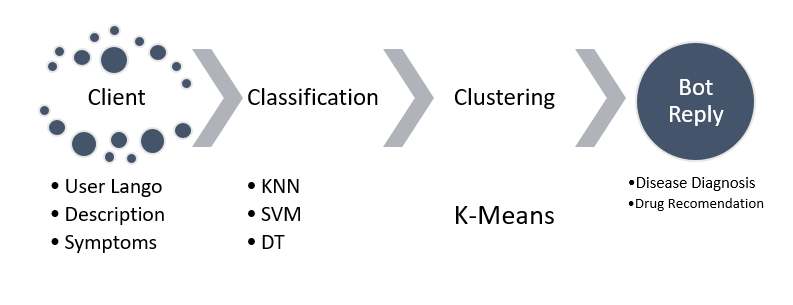 Client
Classification
Clustering
Bot
Reply
• User Lango
• Description
• Symptoms
• KNN
• SVM
• DT
K-Means
•Disease Diagnosis
•Drug Recomendation